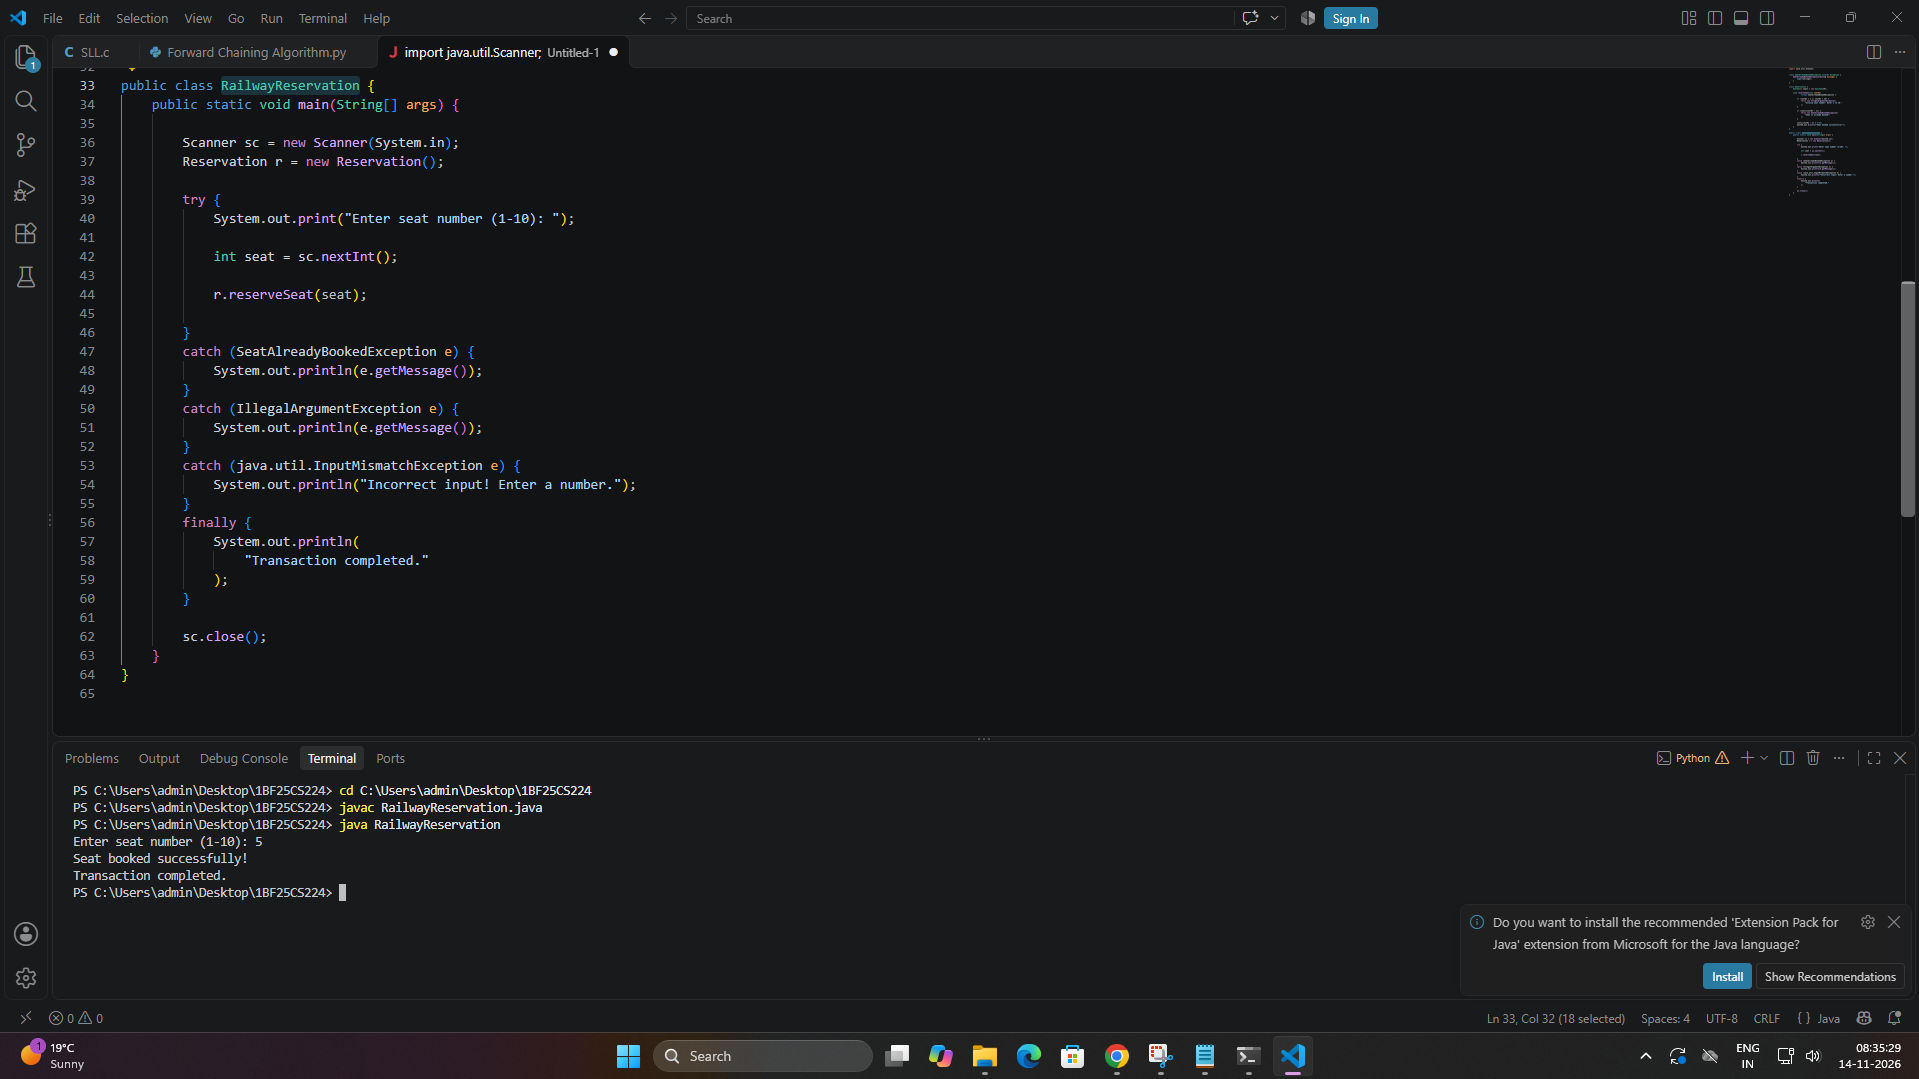 File Edit Selection View Go Run Terminal Help
Search
Sign In
SLL.c
Forward Chaining Algorithm.py
J import java.util.Scanner; Untitled-1
33 public class RailwayReservation {
34 public static void main(String[] args) {
35
36 Scanner sc = new Scanner(System.in);
37 Reservation r = new Reservation();
38
39 try {
40 System.out.print("Enter seat number (1-10): ");
41
42 int seat = sc.nextInt();
43
44 r.reserveSeat(seat);
45
46 }
47 catch (SeatAlreadyBookedException e) {
48 System.out.println(e.getMessage());
49 }
50 catch (IllegalArgumentException e) {
51 System.out.println(e.getMessage());
52 }
53 catch (java.util.InputMismatchException e) {
54 System.out.println("Incorrect input! Enter a number.");
55 }
56 finally {
57 System.out.println(
58 "Transaction completed."
59 );
60 }
61
62 sc.close();
63 }
64 }
65
Problems Output Debug Console Terminal Ports
Python
PS C:\Users\admin\Desktop\1BF25CS224> cd C:\Users\admin\Desktop\1BF25CS224
PS C:\Users\admin\Desktop\1BF25CS224> javac RailwayReservation.java
PS C:\Users\admin\Desktop\1BF25CS224> java RailwayReservation
Enter seat number (1-10): 5
Seat booked successfully!
Transaction completed.
PS C:\Users\admin\Desktop\1BF25CS224>
Do you want to install the recommended 'Extension Pack for
Java' extension from Microsoft for the Java language?
Install Show Recommendations
0 0
Ln 33, Col 32 (18 selected) Spaces: 4 UTF-8 CRLF {} Java
1
19°C
Sunny
Search
ENG
IN
08:35:29
14-11-2026